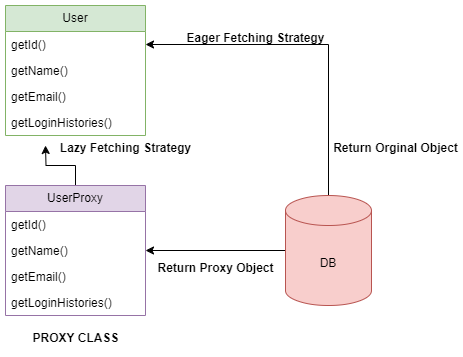 User
getId()
getName()
getEmail()
getLoginHistories()
Eager Fetching Strategy
Lazy Fetching Strategy
Return Orginal Object
UserProxy
getId()
getName()
getEmail()
getLoginHistories()
Return Proxy Object
DB
PROXY CLASS